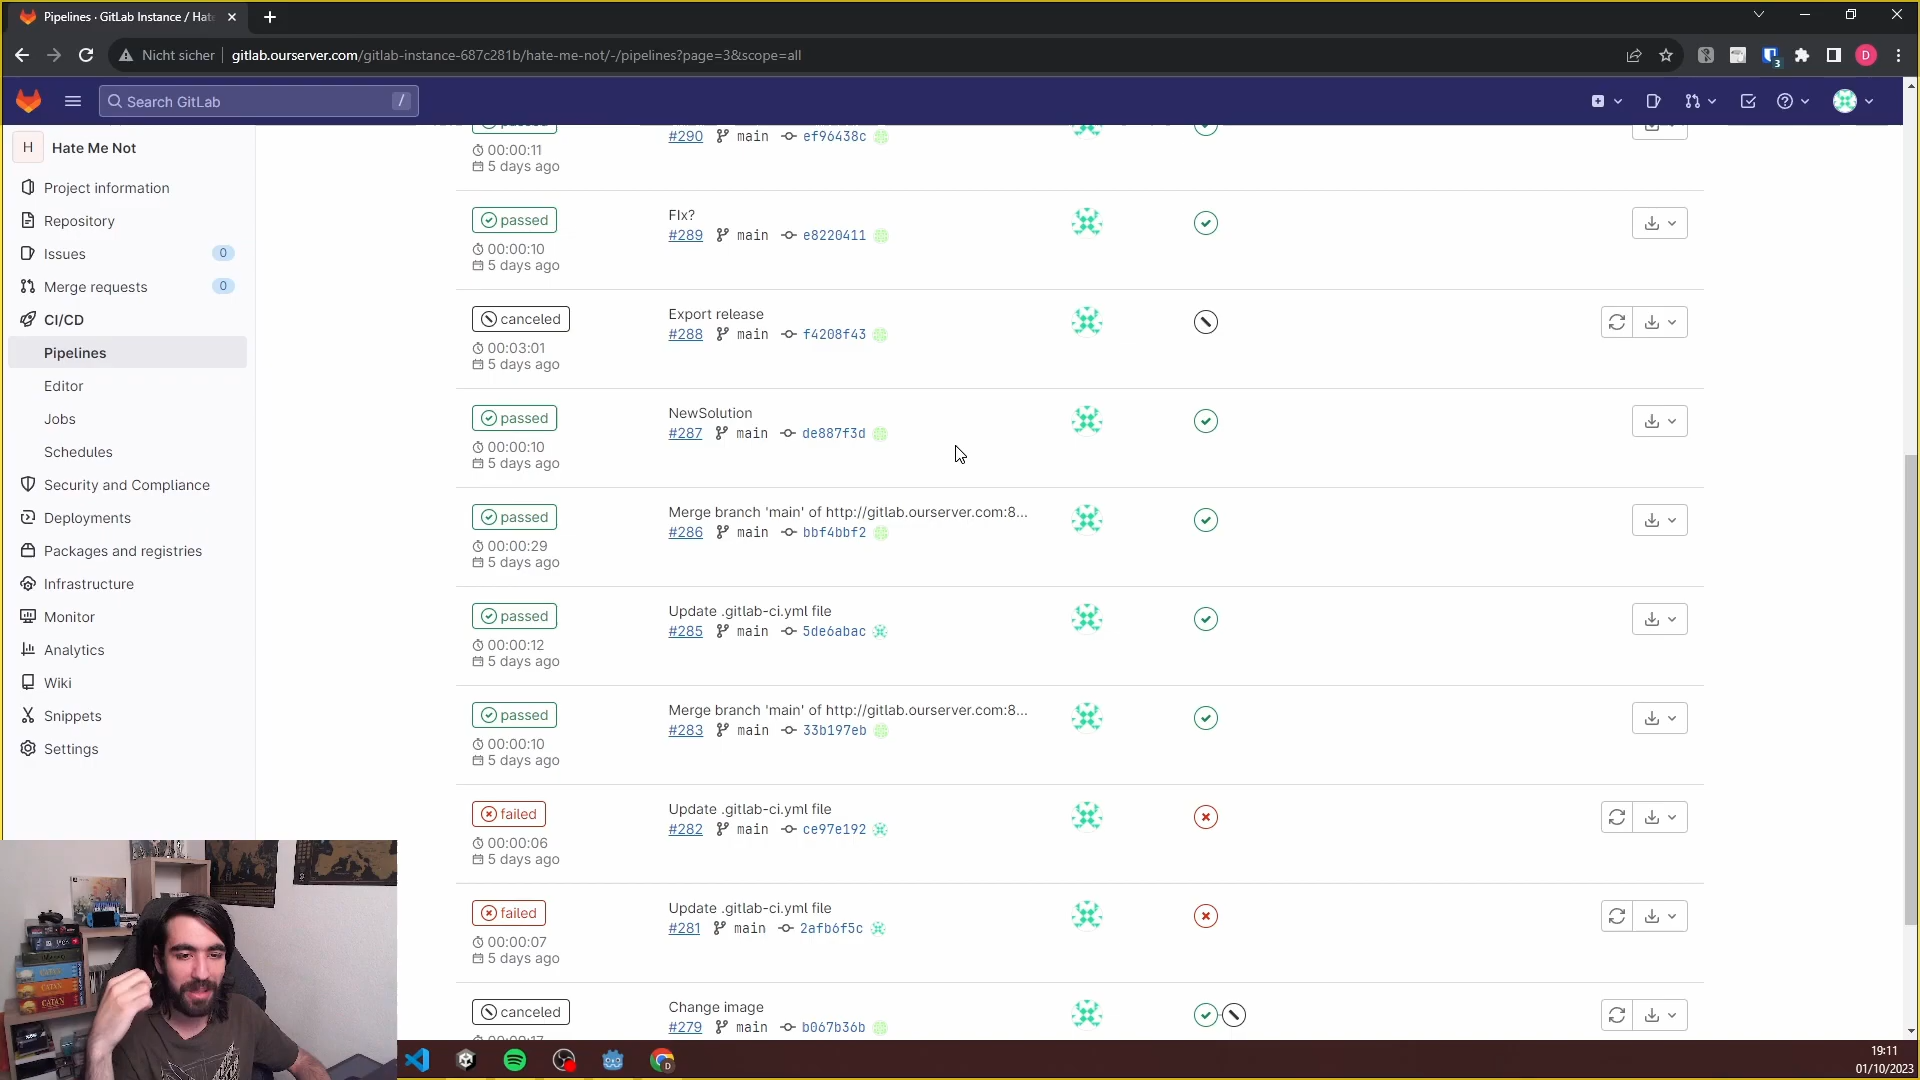 Pipelines · GitLab Instance / Hate
Nicht sicher
gitlab.ourserver.com/gitlab-instance-687c281b/hate-me-not/-/pipelines?page=3&scope=all
3
D
Search GitLab
/
H
Hate Me Not
Project information
Repository
Issues
0
Merge requests
0
CI/CD
Pipelines
Editor
Jobs
Schedules
Security and Compliance
Deployments
Packages and registries
Infrastructure
Monitor
Analytics
Wiki
Snippets
Settings
passed
#290 main ef96438c
00:00:11
5 days ago
passed
FIx?
#289 main e8220411
00:00:10
5 days ago
canceled
Export release
#288 main f4208f43
00:03:01
5 days ago
passed
NewSolution
#287 main de887f3d
00:00:10
5 days ago
passed
Merge branch 'main' of http://gitlab.ourserver.com:8...
#286 main bbf4bbf2
00:00:29
5 days ago
passed
Update .gitlab-ci.yml file
#285 main 5de6abac
00:00:12
5 days ago
passed
Merge branch 'main' of http://gitlab.ourserver.com:8...
#283 main 33b197eb
00:00:10
5 days ago
failed
Update .gitlab-ci.yml file
#282 main ce97e192
00:00:06
5 days ago
failed
Update .gitlab-ci.yml file
#281 main 2afb6f5c
00:00:07
5 days ago
canceled
Change image
#279 main b067b36b
CATAN
D
19:11
01/10/2023